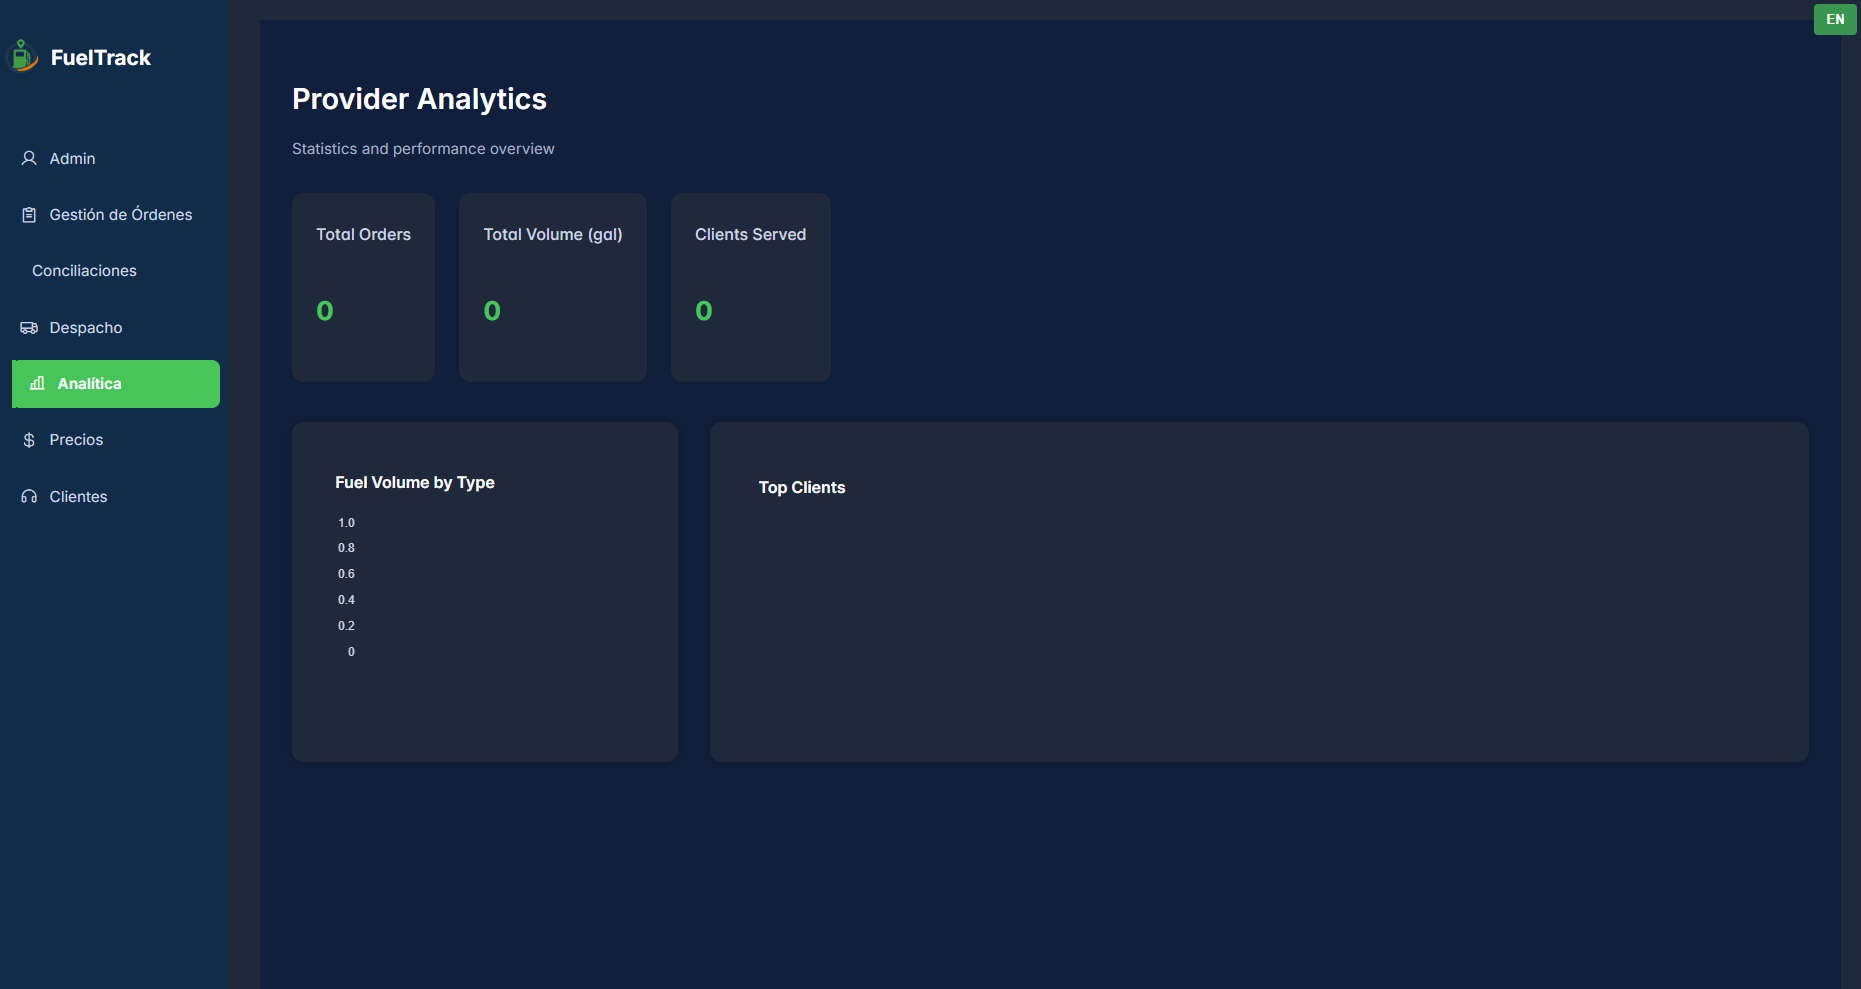 EN
FuelTrack
Admin
Gestión de Órdenes
Conciliaciones
Despacho
Analítica
Precios
Clientes
Provider Analytics
Statistics and performance overview
Total Orders
0
Total Volume (gal)
0
Clients Served
0
Fuel Volume by Type
1.0
0.8
0.6
0.4
0.2
0
Top Clients